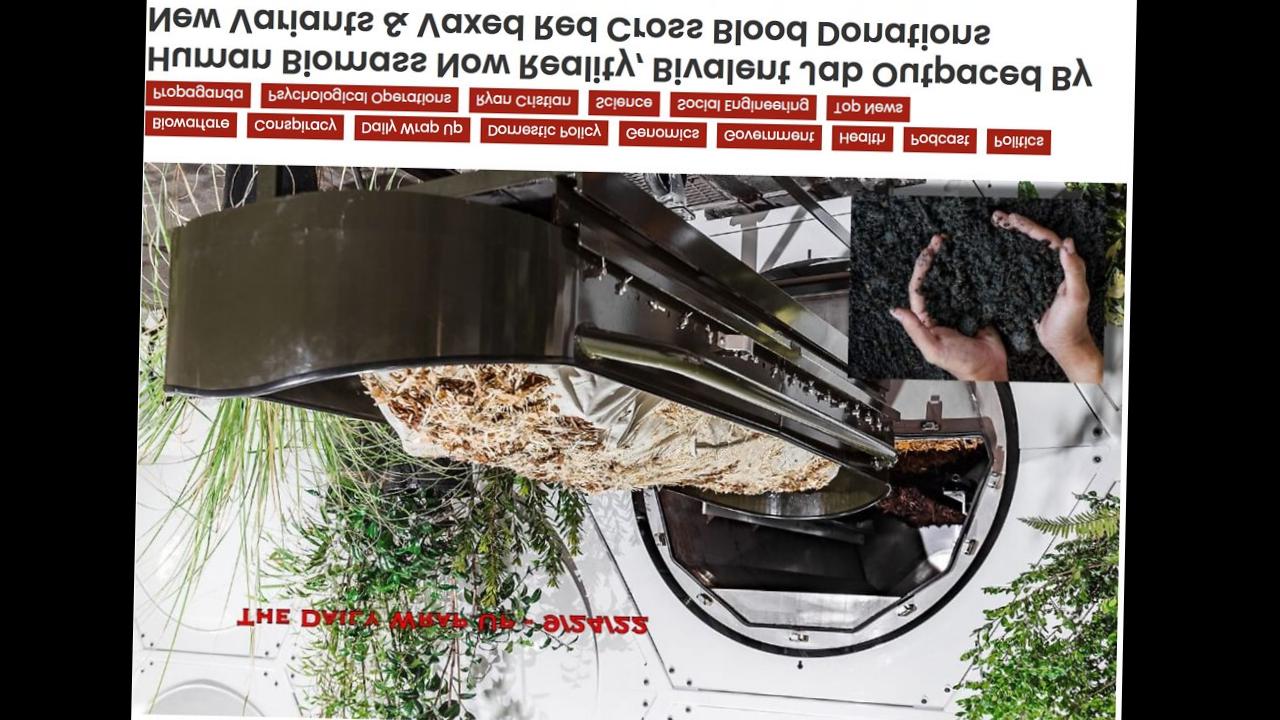 THE DAILY WRAP UP - 9/24/22
Biowarfare Conspiracy Daily Wrap Up Domestic Policy Genomics Government Health Podcast Politics
Propaganda Psychological Operations Ryan Cristian Science Social Engineering Top News
Human Biomass Now Reality, Bivalent Jab Outpaced By
New Variants & Vaxed Red Cross Blood Donations